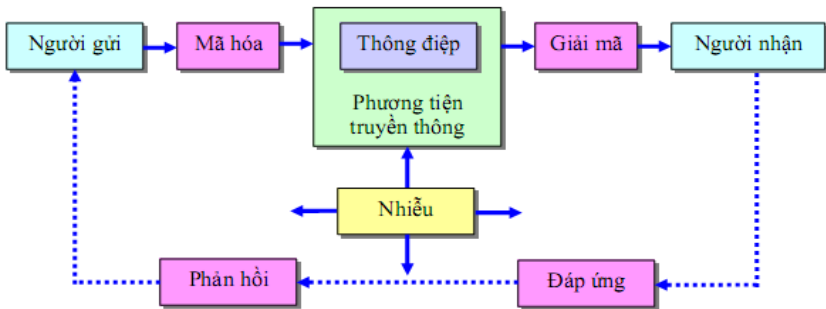 Người gửi
Mã hóa
Thông điệp
Phương tiện
truyền thông
Giải mã
Người nhận
Nhiễu
Phản hồi
Đáp ứng